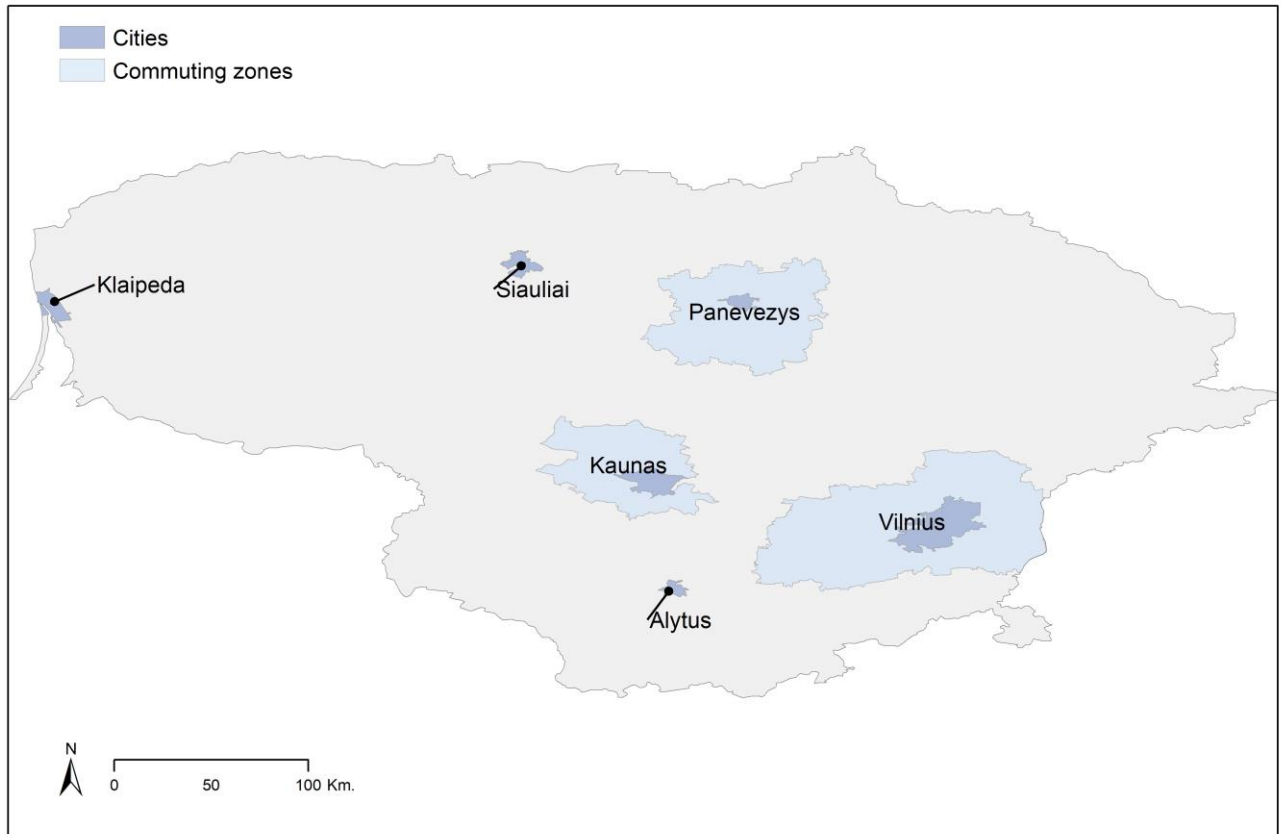 Cities
Commuting zones
Klaipeda
Siauliai
Panevezys
Kaunas
Vilnius
Alytus
N
0 50 100 Km.